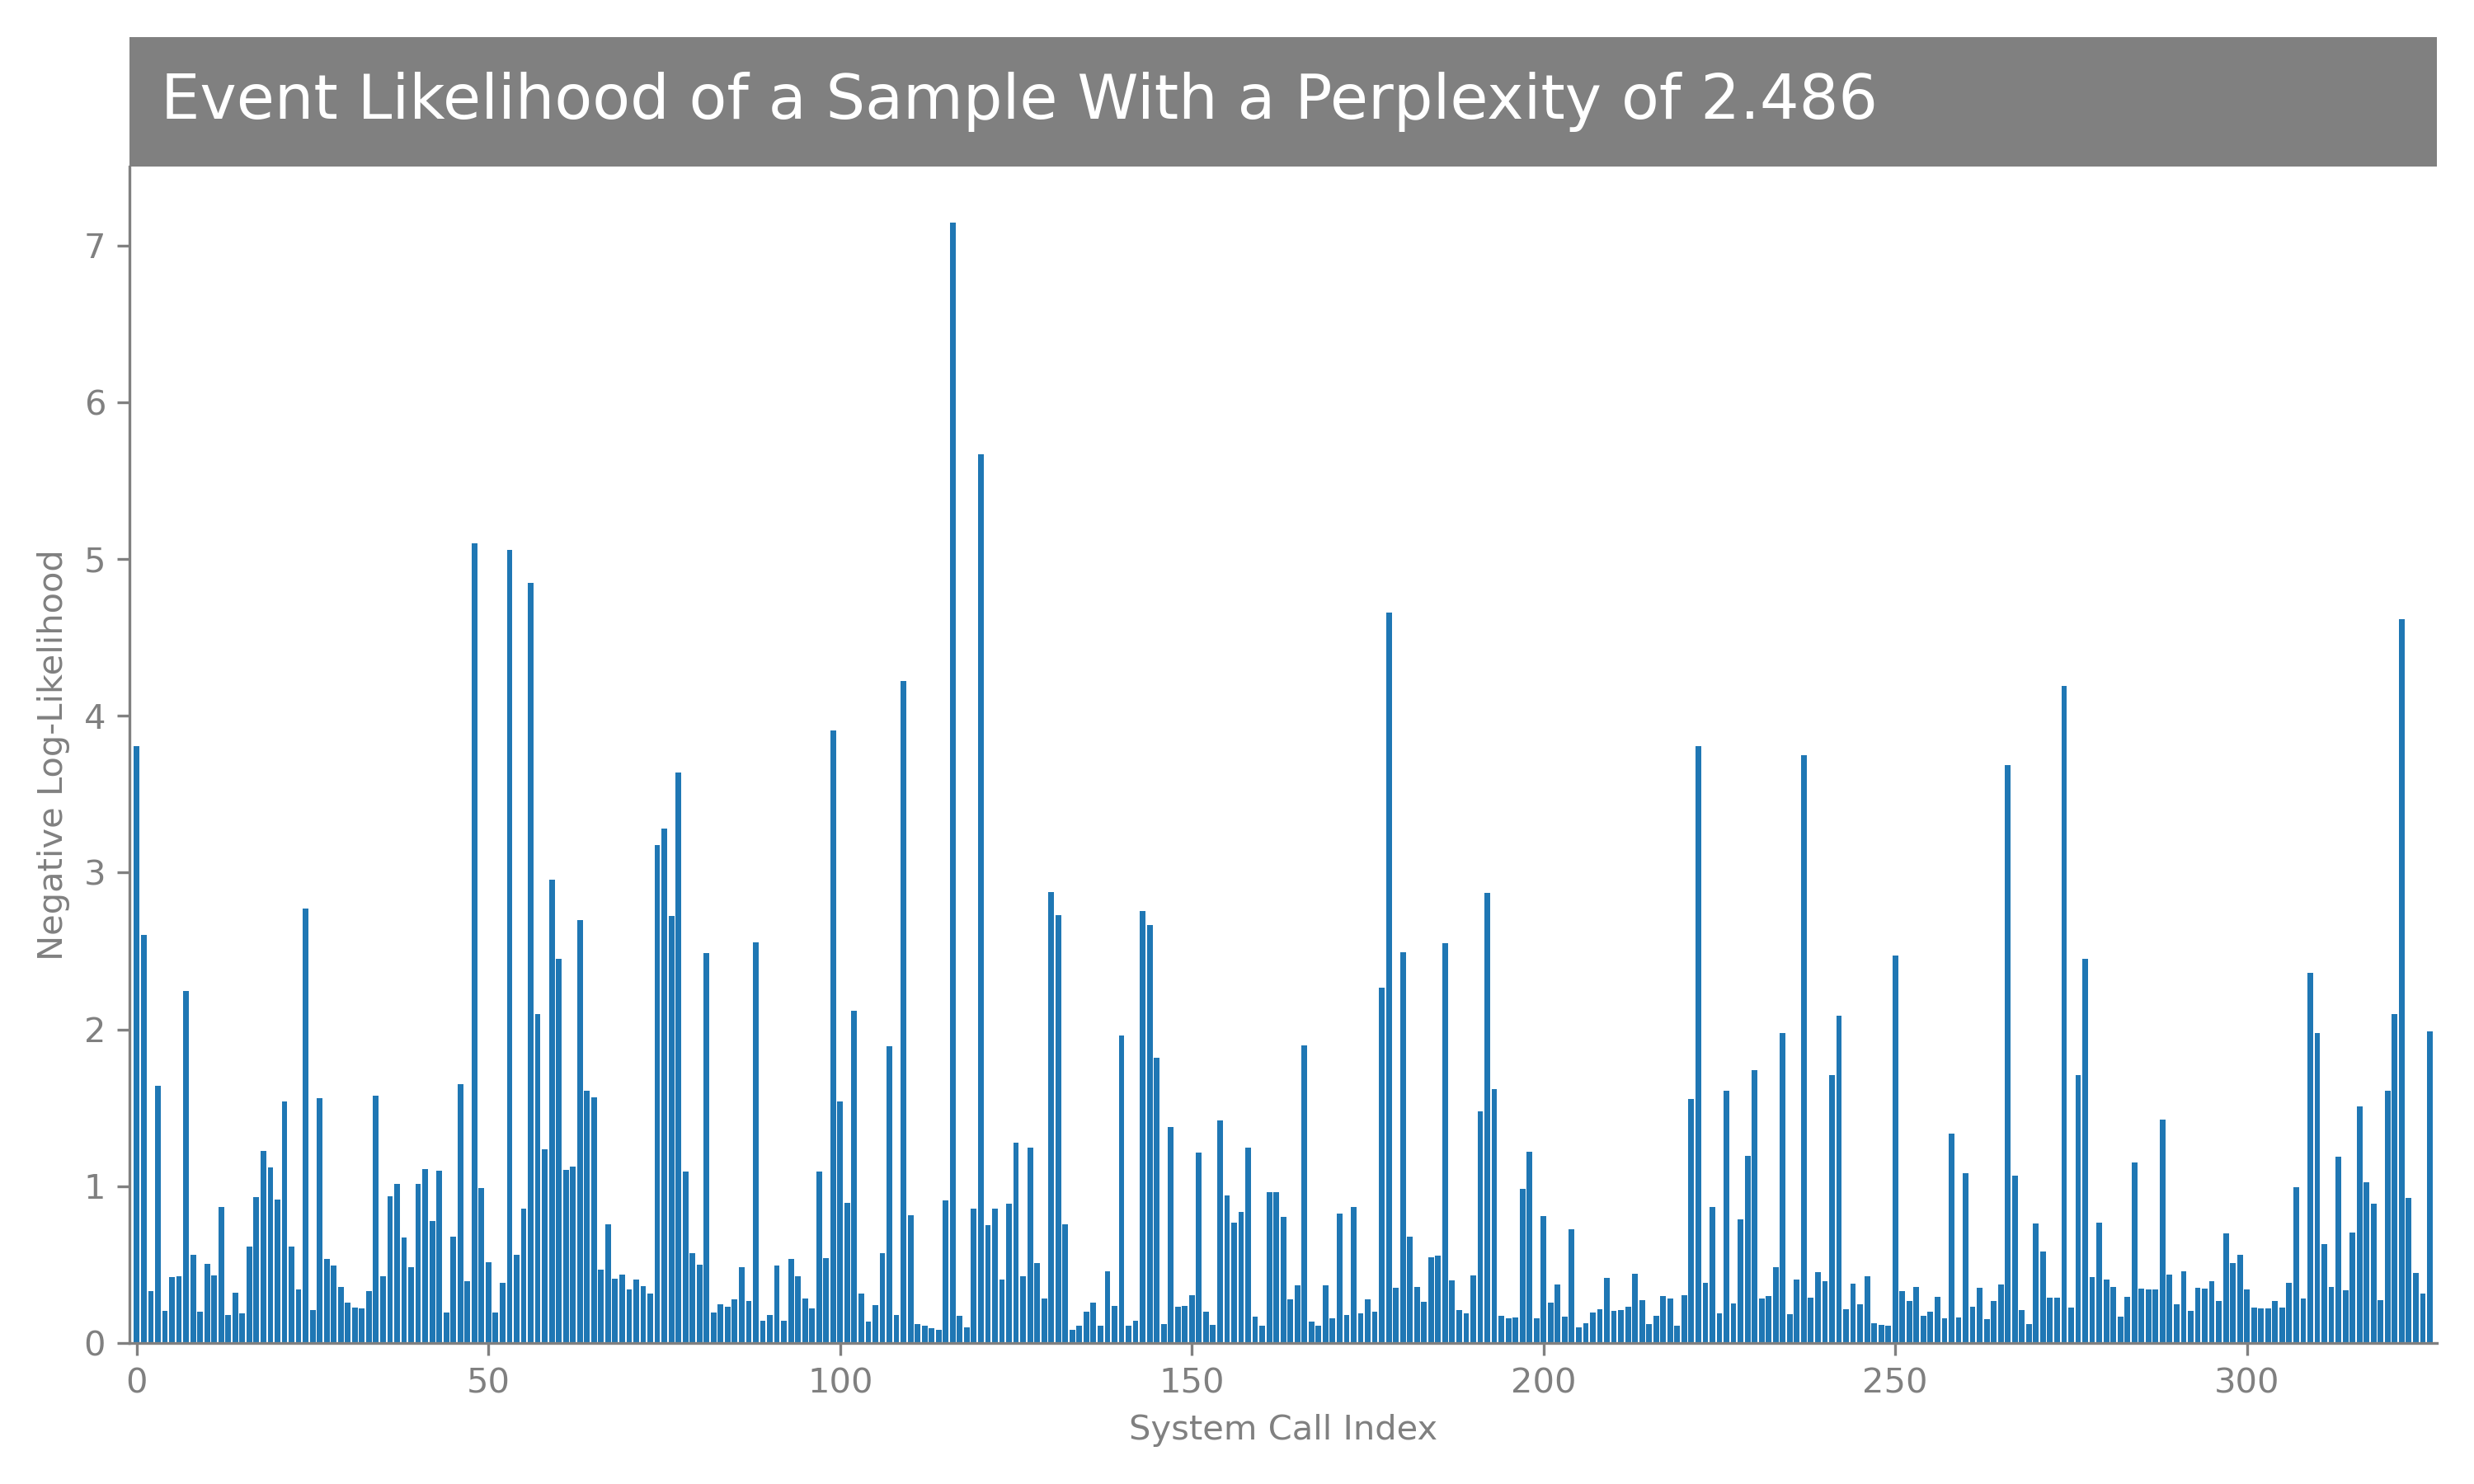 Event Likelihood of a Sample With a Perplexity of 2.486
7
6
5
4
3
2
1
0
Negative Log-Likelihood
0 50 100 150 200 250 300
System Call Index